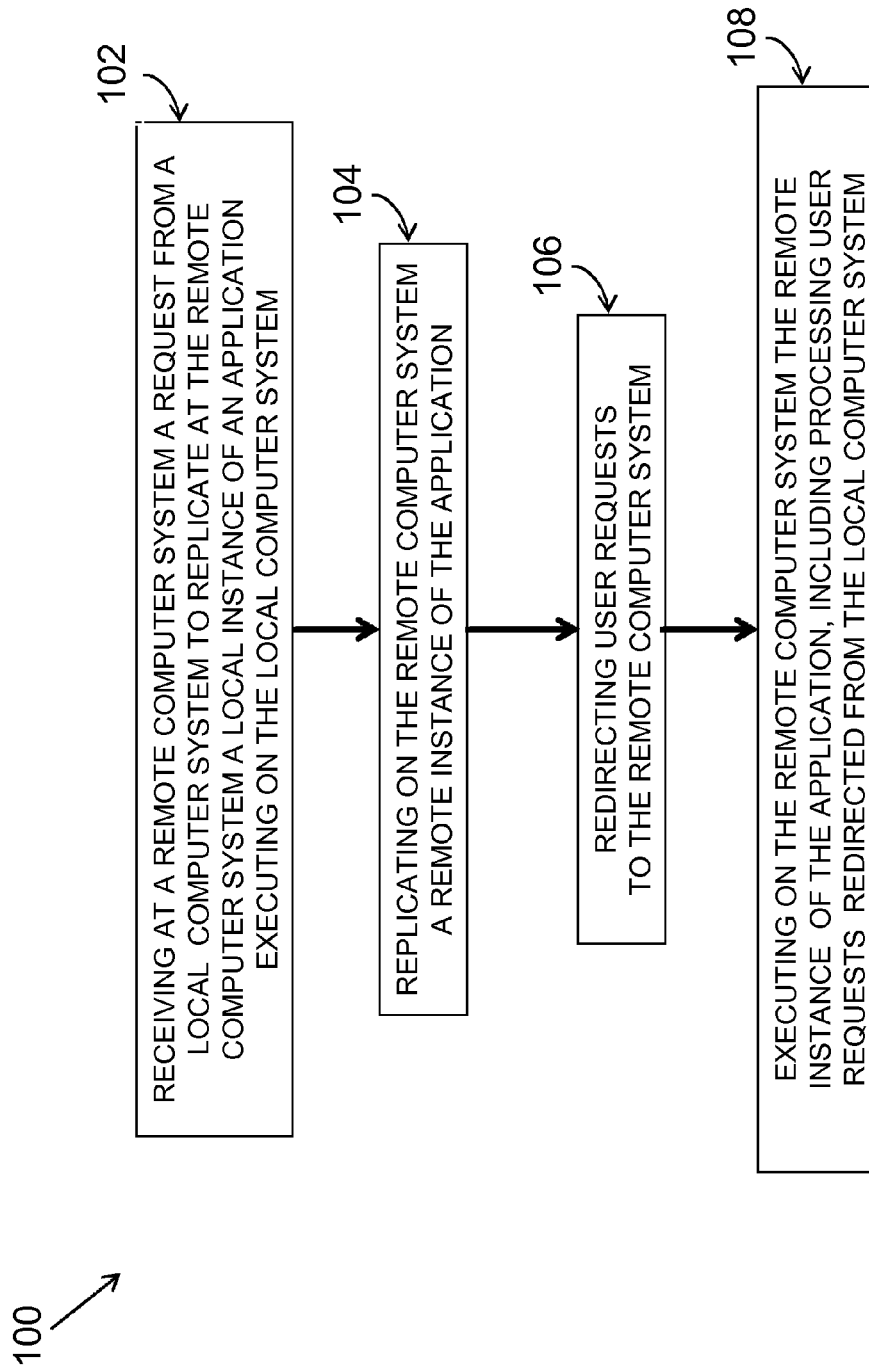 100
102
RECEIVING AT A REMOTE COMPUTER SYSTEM A REQUEST FROM A
LOCAL COMPUTER SYSTEM TO REPLICATE AT THE REMOTE
COMPUTER SYSTEM A LOCAL INSTANCE OF AN APPLICATION
EXECUTING ON THE LOCAL COMPUTER SYSTEM
104
REPLICATING ON THE REMOTE COMPUTER SYSTEM
A REMOTE INSTANCE OF THE APPLICATION
106
REDIRECTING USER REQUESTS
TO THE REMOTE COMPUTER SYSTEM
108
EXECUTING ON THE REMOTE COMPUTER SYSTEM THE REMOTE
INSTANCE OF THE APPLICATION, INCLUDING PROCESSING USER
REQUESTS REDIRECTED FROM THE LOCAL COMPUTER SYSTEM